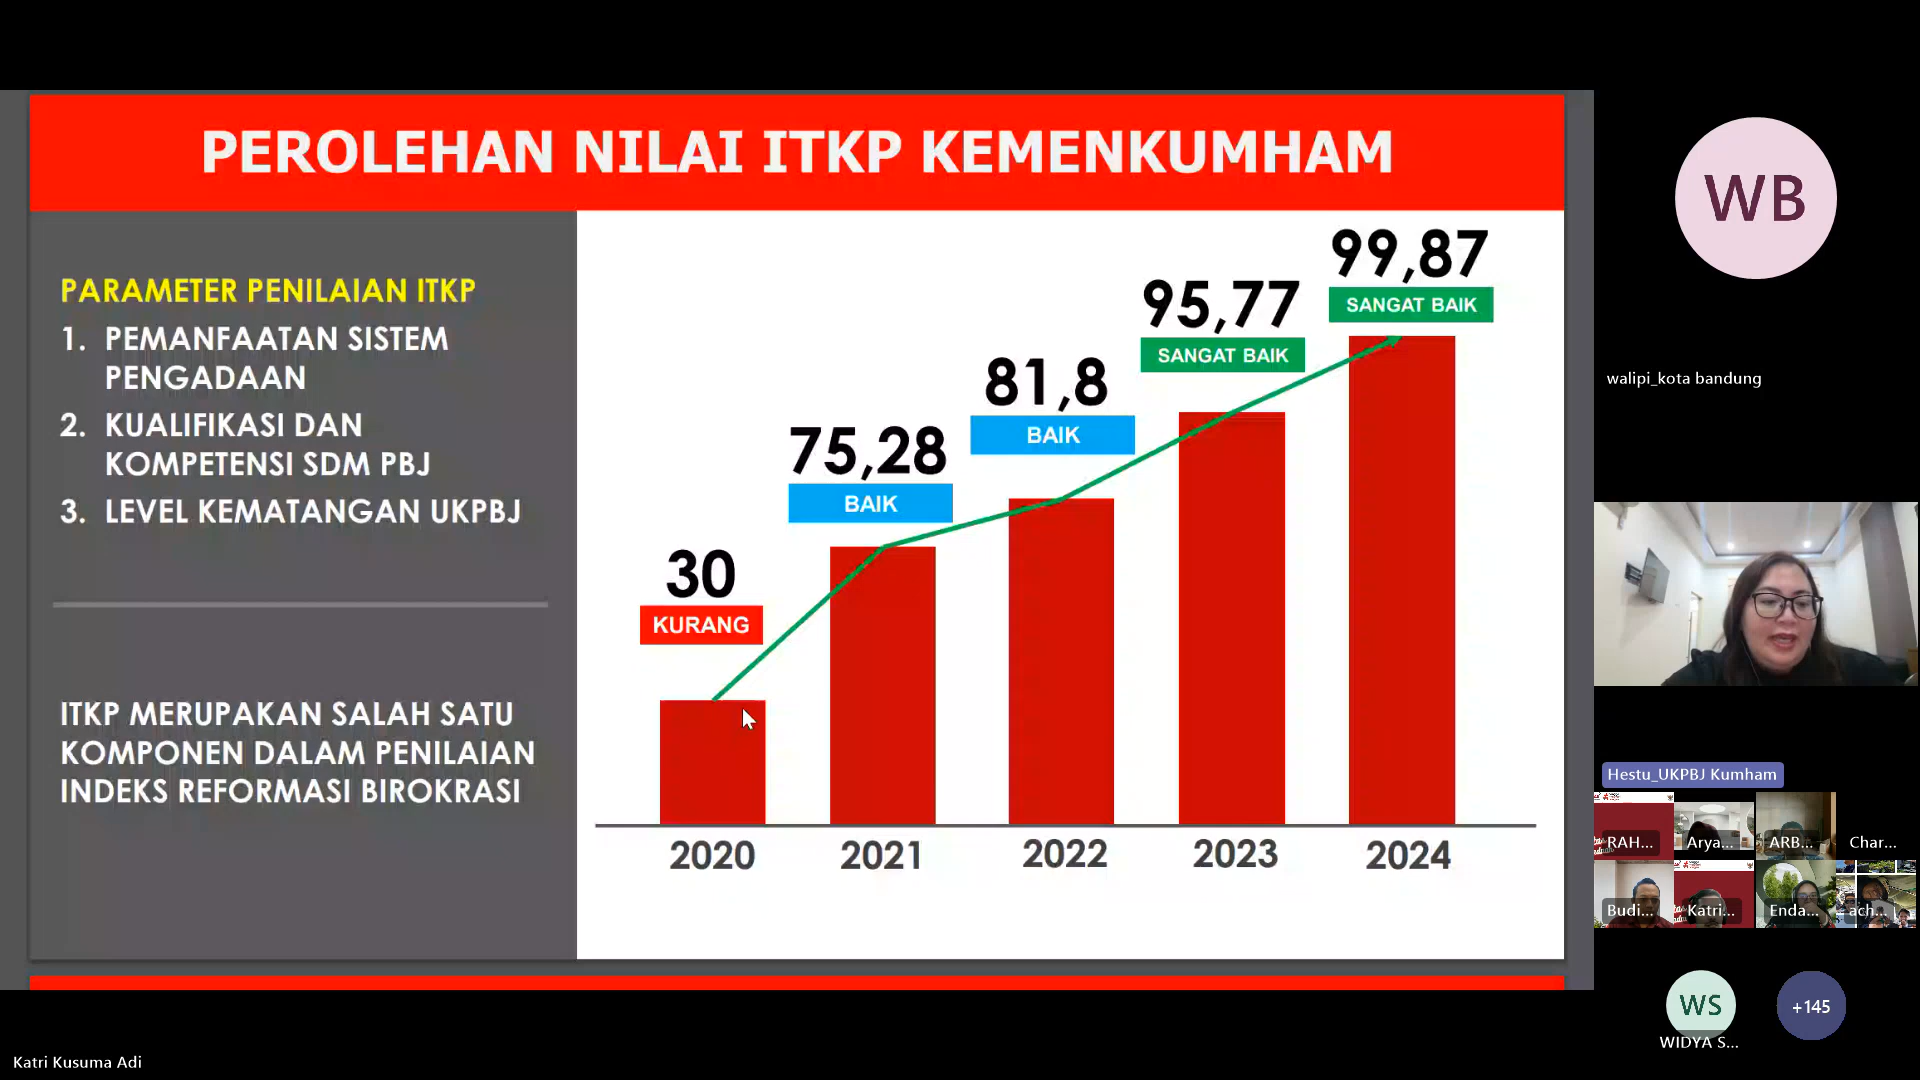 PEROLEHAN NILAI ITKP KEMENKUMHAM
PARAMETER PENILAIAN ITKP
1. PEMANFAATAN SISTEM
PENGADAAN
2. KUALIFIKASI DAN
KOMPETENSI SDM PBJ
3. LEVEL KEMATANGAN UKPBJ
ITKP MERUPAKAN SALAH SATU
KOMPONEN DALAM PENILAIAN
INDEKS REFORMASI BIROKRASI
30
KURANG
75,28
BAIK
81,8
BAIK
95,77
SANGAT BAIK
99,87
SANGAT BAIK
2020 2021 2022 2023 2024
WB
walipi_kota bandung
Hestu_UKPBJ Kumham
RAH... Arya... ARB... Char...
Budi... Katri... Enda... ach...
WS
WIDYA S...
+145
Katri Kusuma Adi